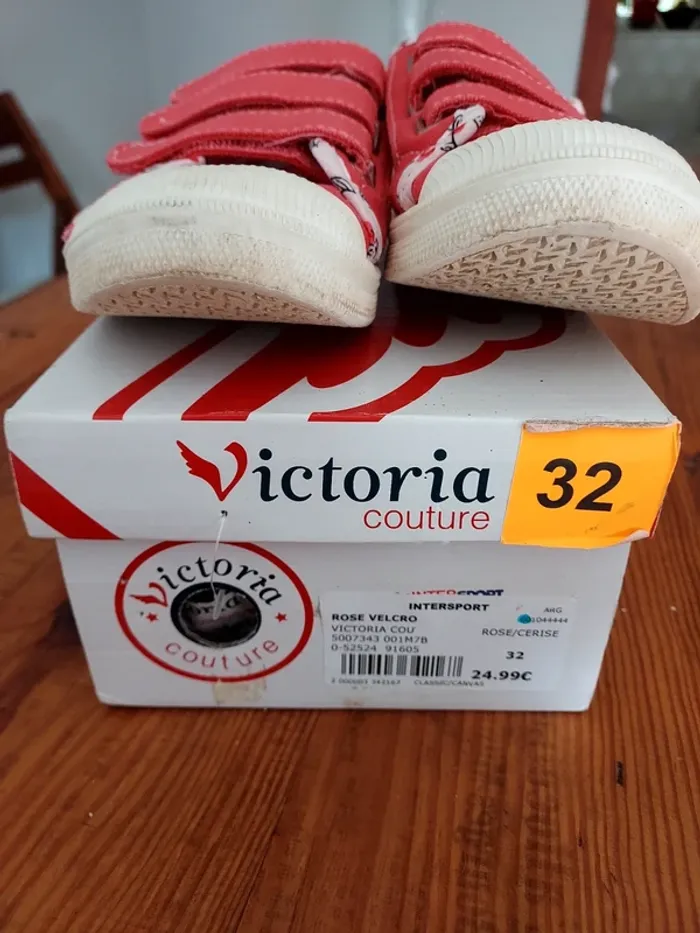 Victoria
couture
32
Victoria
couture
INTERSPORT
INTERSPORT
ROSE VELCRO
ARG
VICTORIA COU
ROSE/CERISE
5007343 001M7B
0-52524 91605
32
24.99€
CLASSIC/CANVAS